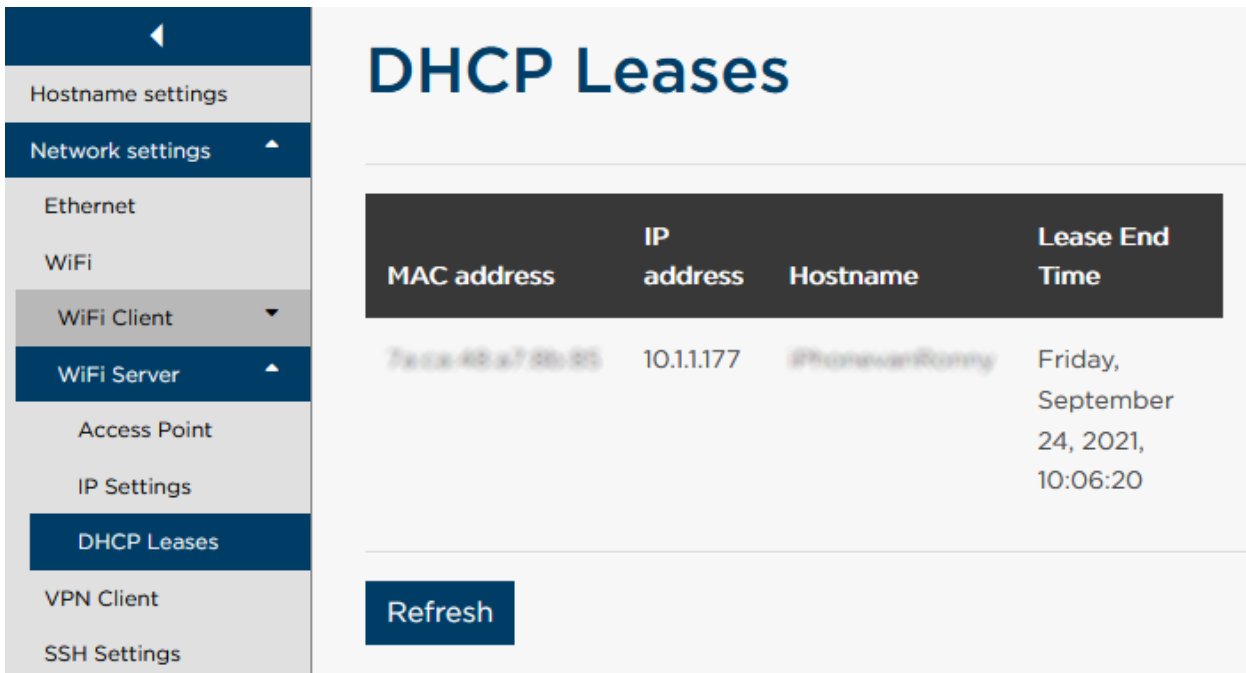 Hostname settings
Network settings
Ethernet
WiFi
WiFi Client
WiFi Server
Access Point
IP Settings
DHCP Leases
VPN Client
SSH Settings
DHCP Leases
MAC address
IP
address
Hostname
Lease End
Time
10.1.1.177
Friday,
September
24, 2021,
10:06:20
Refresh